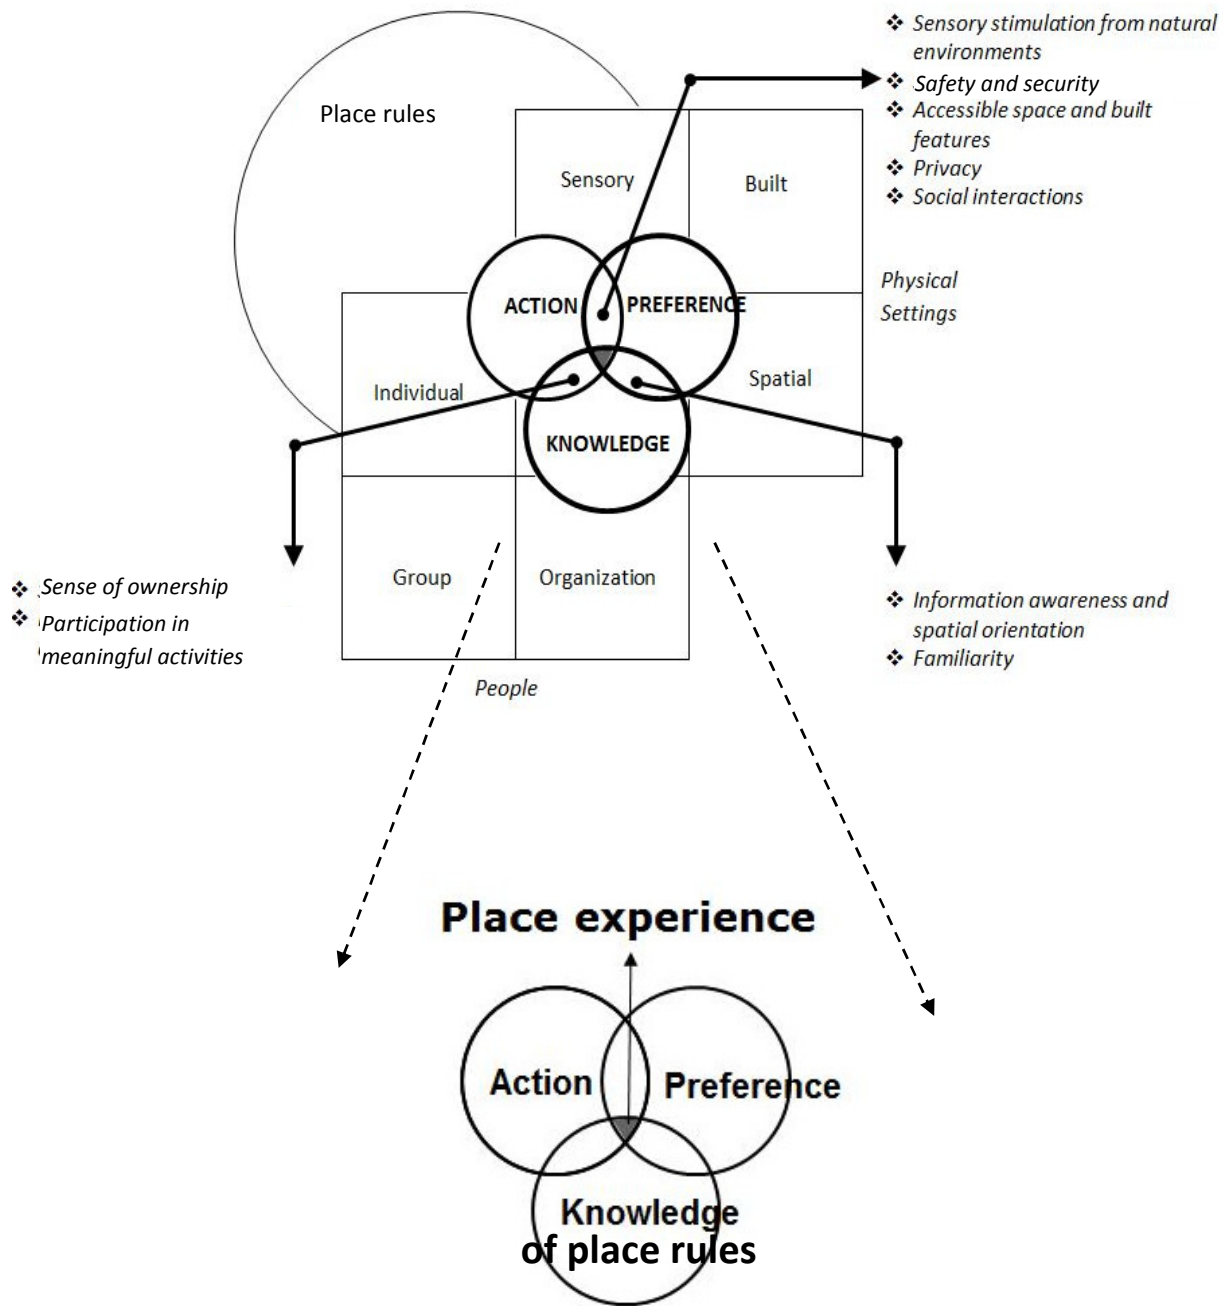 ❖ Sensory stimulation from natural
environments
❖ Safety and security
❖ Accessible space and built
features
❖ Privacy
❖ Social interactions
Place rules
Sensory
Built
Physical
Settings
ACTION
PREFERENCE
Individual
Spatial
KNOWLEDGE
Group
Organization
People
❖ Sense of ownership
❖ Participation in
meaningful activities
❖ Information awareness and
spatial orientation
❖ Familiarity
Place experience
Action
Preference
Knowledge
of place rules